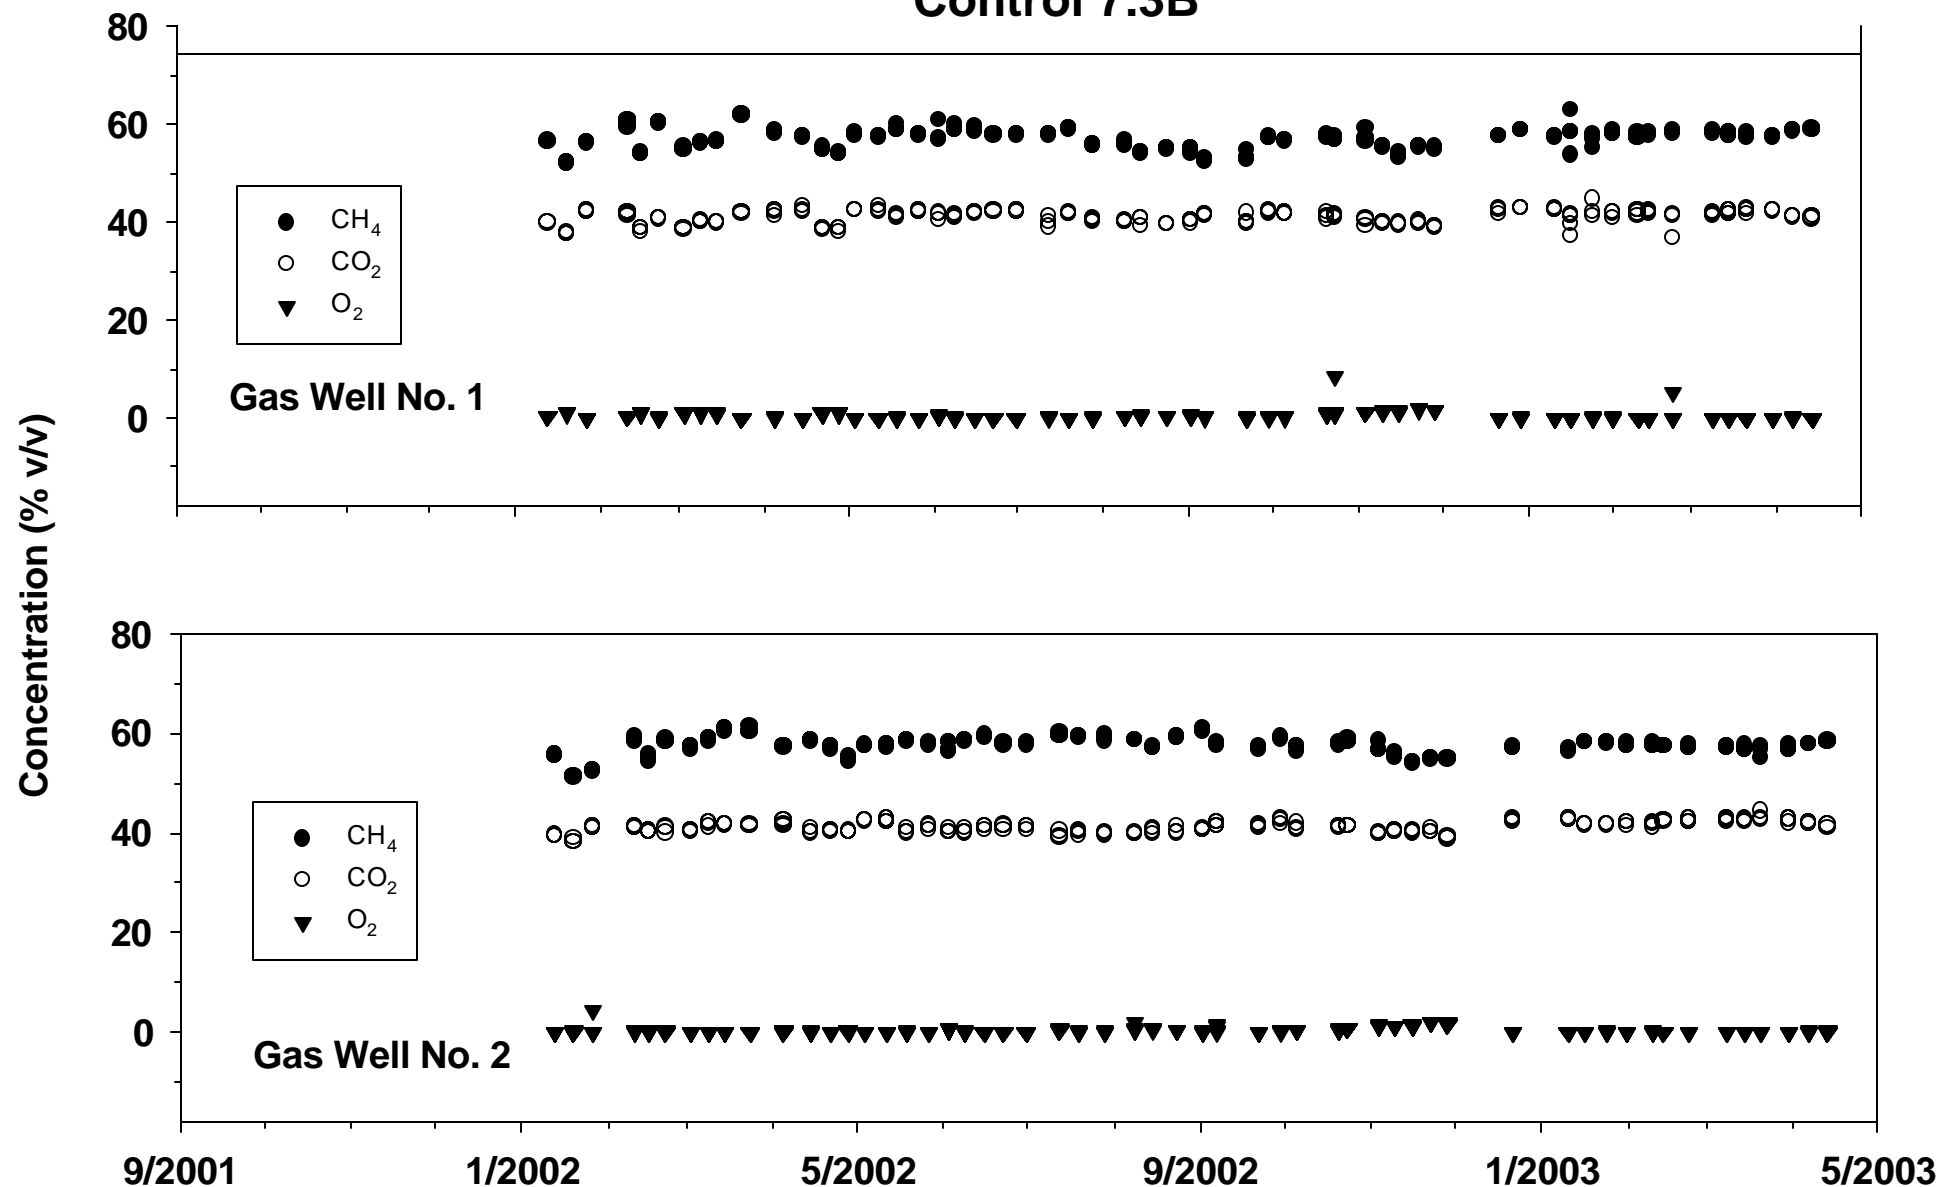 Control 7.3B
80
60
40
20
0
CH4
CO2
O2
Gas Well No. 1
Concentration (% v/v)
80
60
40
20
0
CH4
CO2
O2
Gas Well No. 2
9/2001 1/2002 5/2002 9/2002 1/2003 5/2003